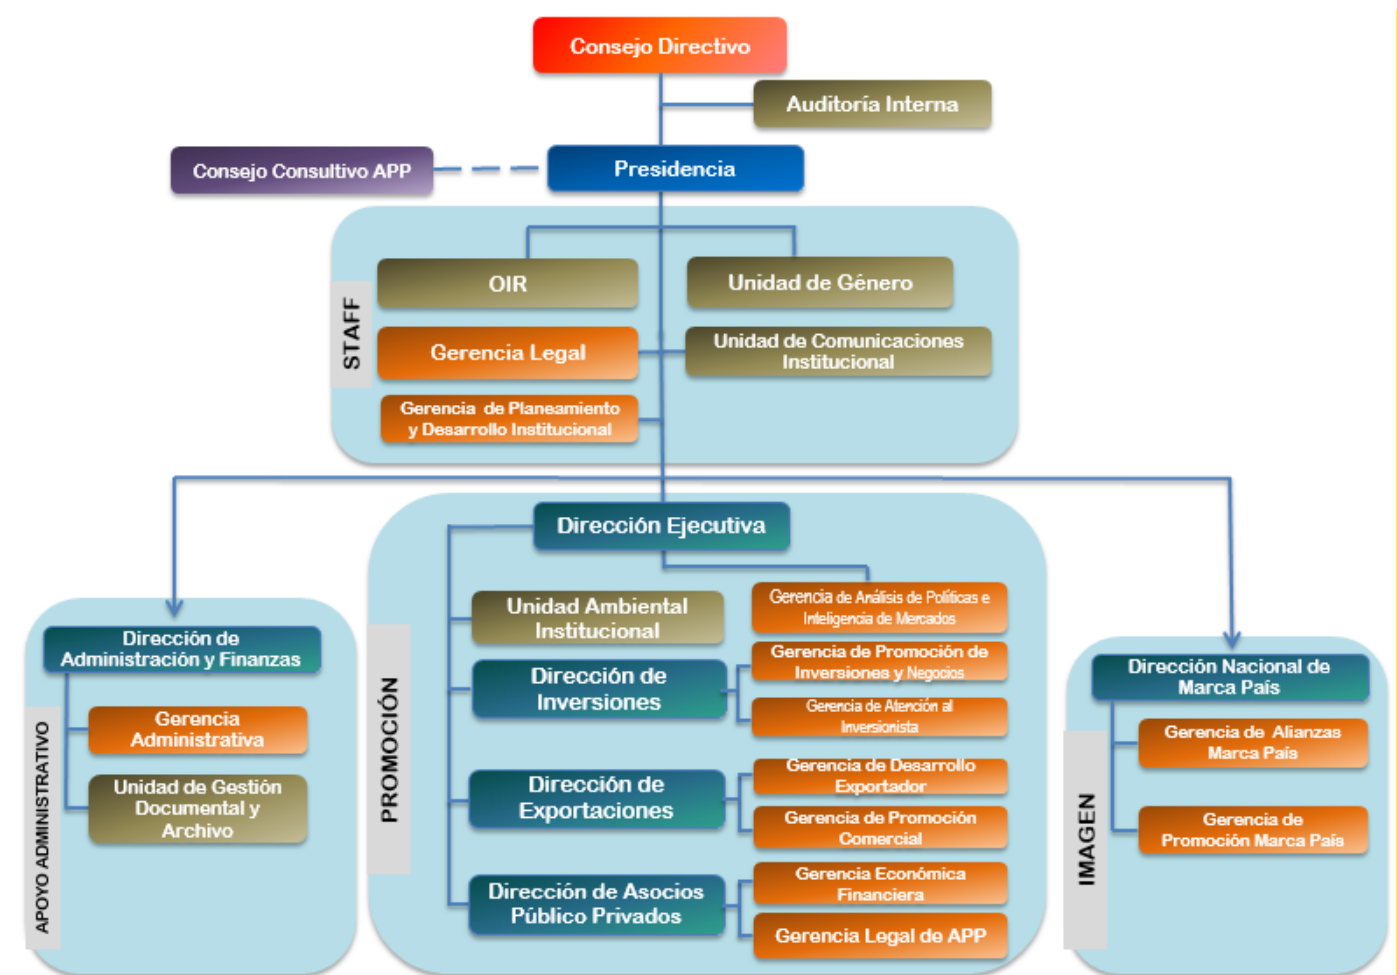 Consejo Directivo
Auditoría Interna
Consejo Consultivo APP
Presidencia
STAFF
OIR
Unidad de Género
Gerencia Legal
Unidad de Comunicaciones
Institucional
Gerencia de Planeamiento
y Desarrollo Institucional
APOYO ADMINISTRATIVO
Dirección de
Administración y Finanzas
Gerencia
Administrativa
Unidad de Gestión
Documental y
Archivo
PROMOCIÓN
Dirección Ejecutiva
Unidad Ambiental
Institucional
Gerencia de Análisis de Políticas e
Inteligencia de Mercados
Dirección de
Inversiones
Gerencia de Promoción de
Inversiones y Negocios
Gerencia de Atención al
Inversionista
Dirección de
Exportaciones
Gerencia de Desarrollo
Exportador
Gerencia de Promoción
Comercial
Dirección de Asocios
Público Privados
Gerencia Económica
Financiera
Gerencia Legal de APP
IMAGEN
Dirección Nacional de
Marca País
Gerencia de Alianzas
Marca País
Gerencia de
Promoción Marca País